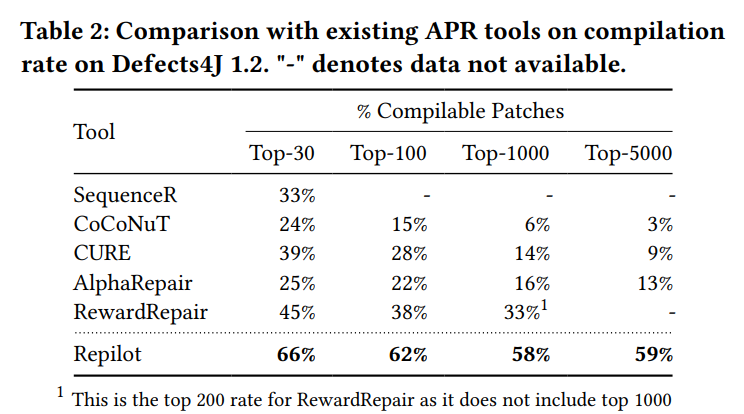 Table 2: Comparison with existing APR tools on compilation
rate on Defects4J 1.2. "-" denotes data not available.
Tool
% Compilable Patches
Top-30 Top-100 Top-1000 Top-5000
SequenceR 33% - - -
CoCoNuT 24% 15% 6% 3%
CURE 39% 28% 14% 9%
AlphaRepair 25% 22% 16% 13%
RewardRepair 45% 38% 33%¹ -
Repilot 66% 62% 58% 59%
¹ This is the top 200 rate for RewardRepair as it does not include top 1000